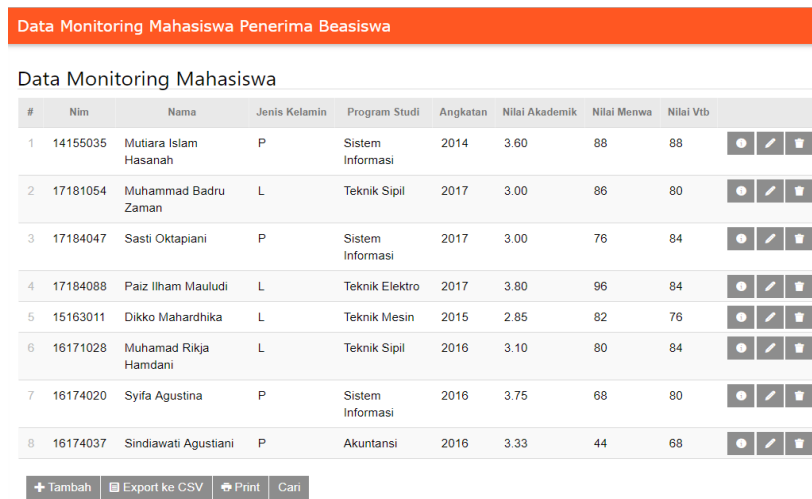 Data Monitoring Mahasiswa Penerima Beasiswa
Data Monitoring Mahasiswa
# Nim Nama Jenis Kelamin Program Studi Angkatan Nilai Akademik Nilai Menwa Nilai Vtb
1 14155035 Mutiara Islam Hasanah P Sistem Informasi 2014 3.60 88 88
2 17181054 Muhammad Badru Zaman L Teknik Sipil 2017 3.00 86 80
3 17184047 Sasti Oktapiani P Sistem Informasi 2017 3.00 76 84
4 17184088 Paiz Ilham Mauludi L Teknik Elektro 2017 3.80 96 84
5 15163011 Dikko Mahardhika L Teknik Mesin 2015 2.85 82 76
6 16171028 Muhamad Rikja Hamdani L Teknik Sipil 2016 3.10 80 84
7 16174020 Syifa Agustina P Sistem Informasi 2016 3.75 68 80
8 16174037 Sindiawati Agustiani P Akuntansi 2016 3.33 44 68
Tambah Export ke CSV Print Cari